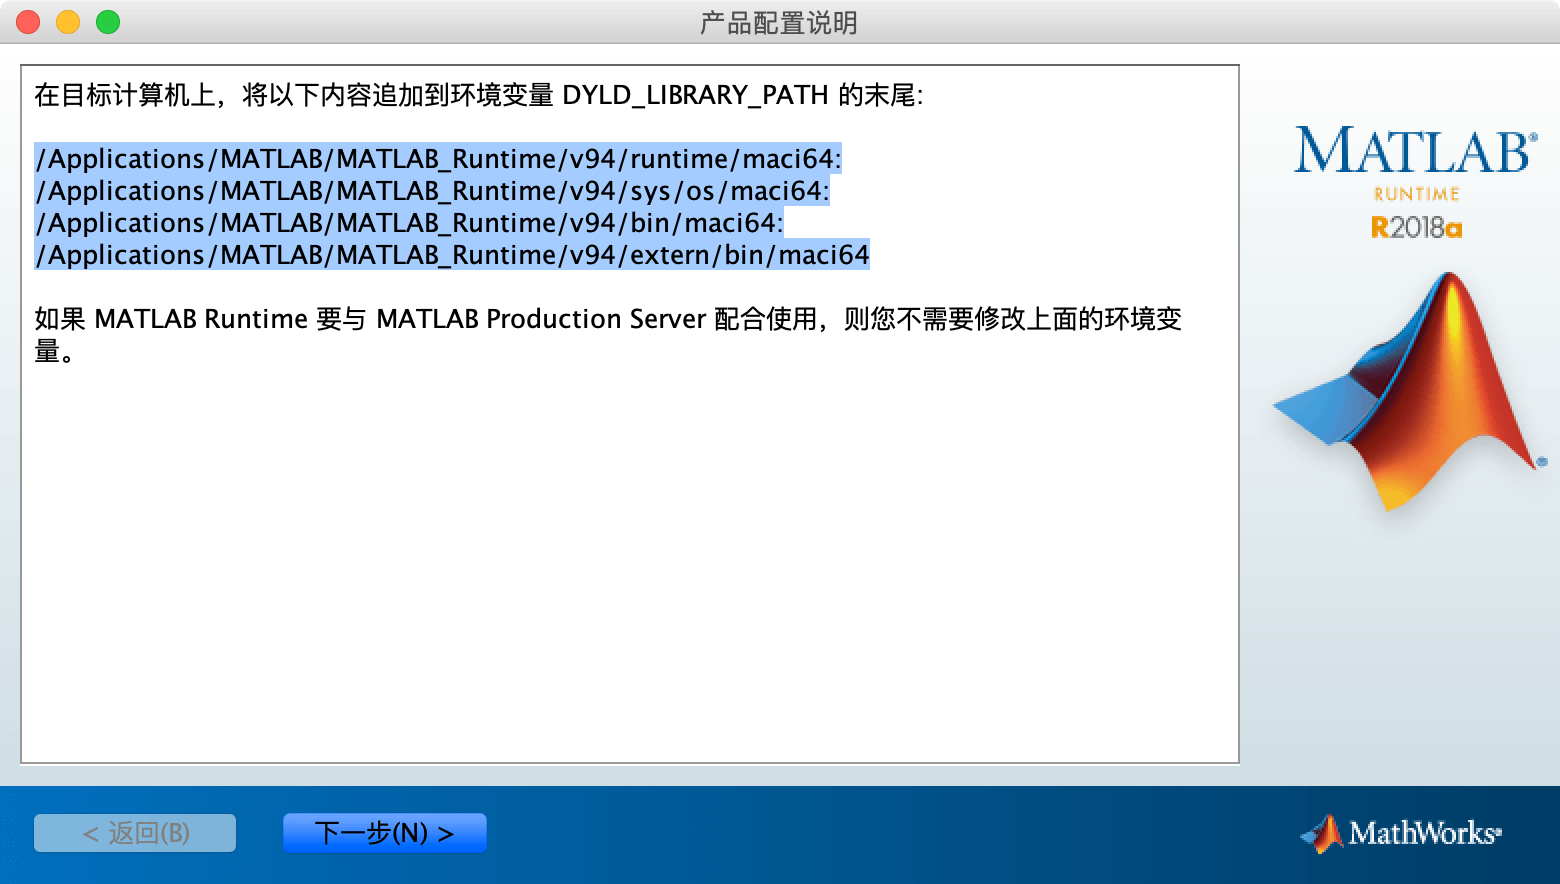 产品配置说明
在目标计算机上，将以下内容追加到环境变量 DYLD_LIBRARY_PATH 的末尾:
/Applications/MATLAB/MATLAB_Runtime/v94/runtime/maci64:
/Applications/MATLAB/MATLAB_Runtime/v94/sys/os/maci64:
/Applications/MATLAB/MATLAB_Runtime/v94/bin/maci64:
/Applications/MATLAB/MATLAB_Runtime/v94/extern/bin/maci64
如果 MATLAB Runtime 要与 MATLAB Production Server 配合使用，则您不需要修改上面的环境变
量。
MATLAB®
RUNTIME
R2018a
®
< 返回(B)
下一步(N) >
MathWorks®